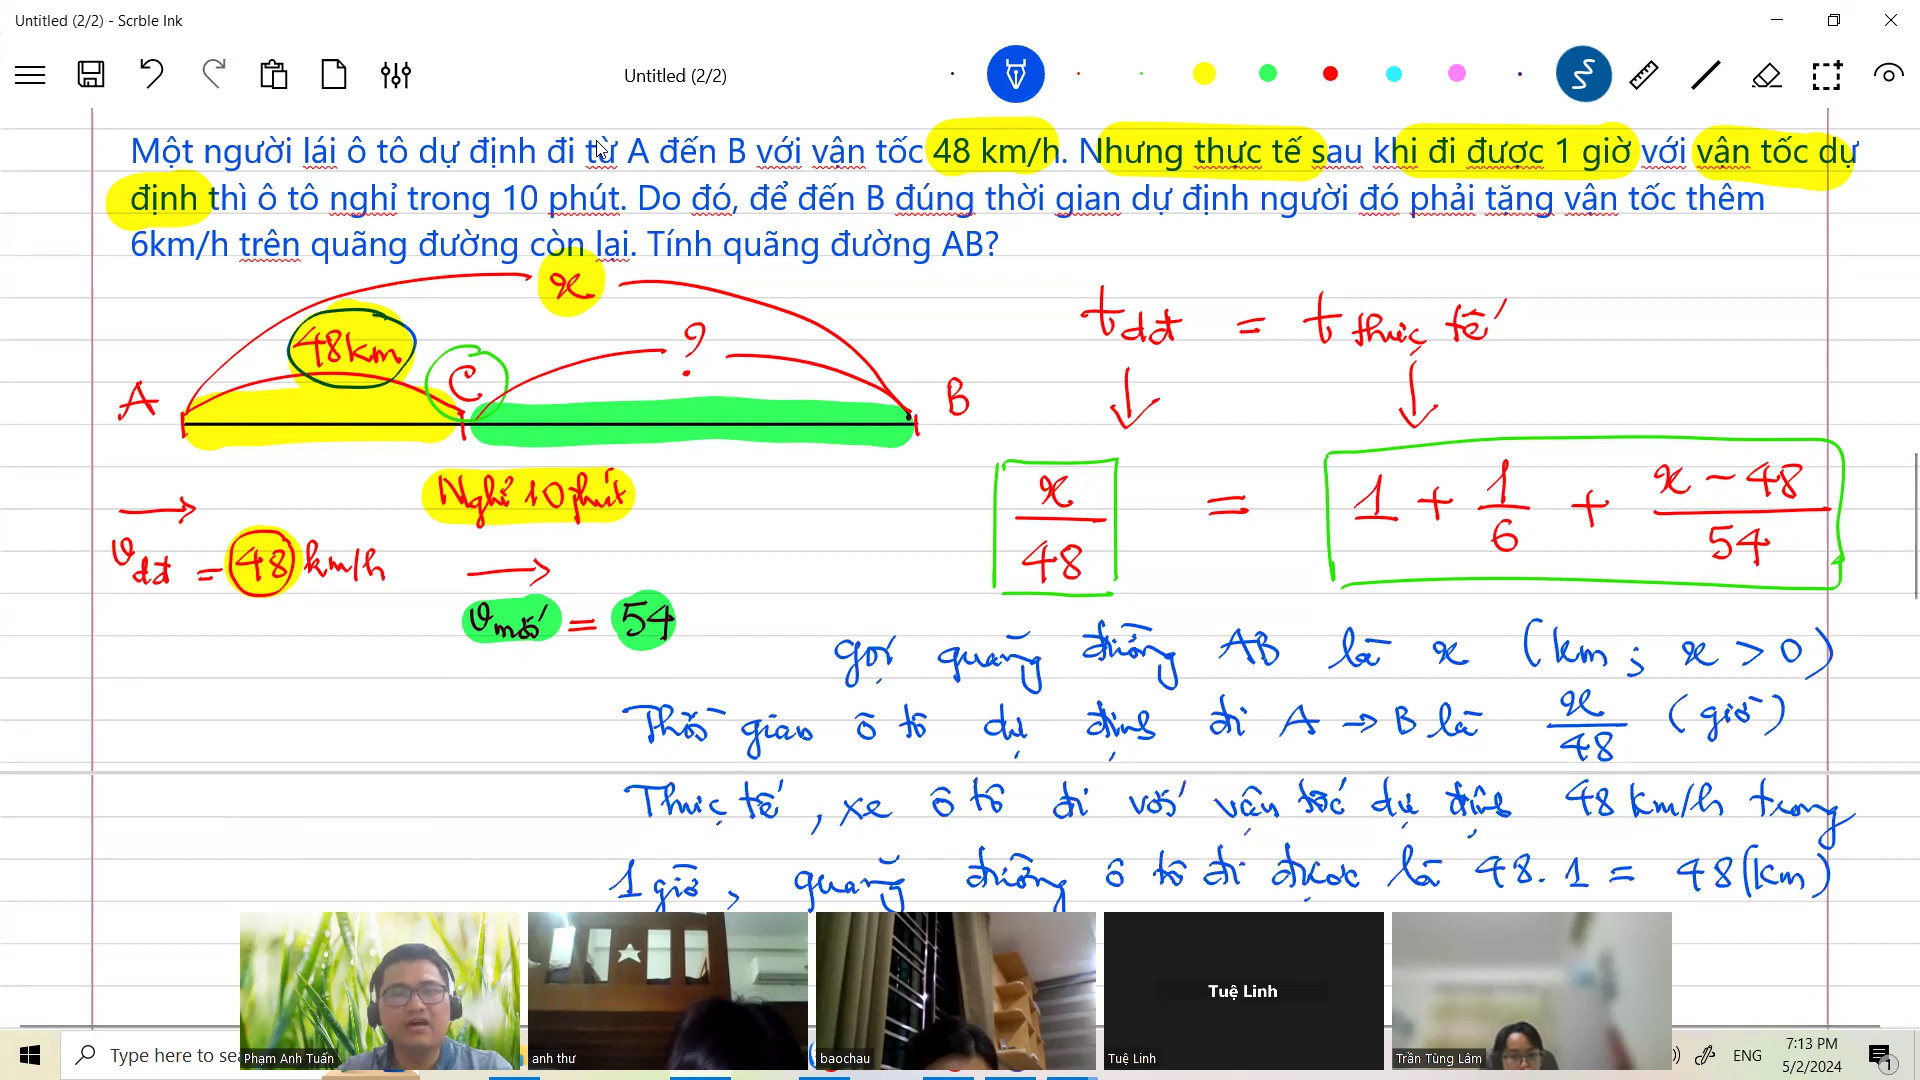 Untitled (2/2) - Scrble Ink
Untitled (2/2)
Một người lái ô tô dự định đi từ A đến B với vận tốc 48 km/h. Nhưng thực tế sau khi đi được 1 giờ với vận tốc dự
định thì ô tô nghỉ trong 10 phút. Do đó, để đến B đúng thời gian dự định người đó phải tăng vận tốc thêm
6km/h trên quãng đường còn lại. Tính quãng đường AB?
x
48km
?
A
C
B
Nghỉ 10 phút
v dđ = 48 km/h
v mới = 54
t dđ = t thực tế
x/48 = 1 + 1/6 + (x - 48)/54
Gọi quãng đường AB là x (km; x > 0)
Thời gian ô tô dự định đi A → B là x/48 (giờ)
Thực tế, xe ô tô đi với vận tốc dự định 48 km/h trong
1 giờ, quãng đường ô tô đi được là 48. 1 = 48 (km)
Phạm Anh Tuấn
anh thư
baochau
Tuệ Linh
Tuệ Linh
Trần Tùng Lâm
Type here to se
ENG
7:13 PM
5/2/2024
1